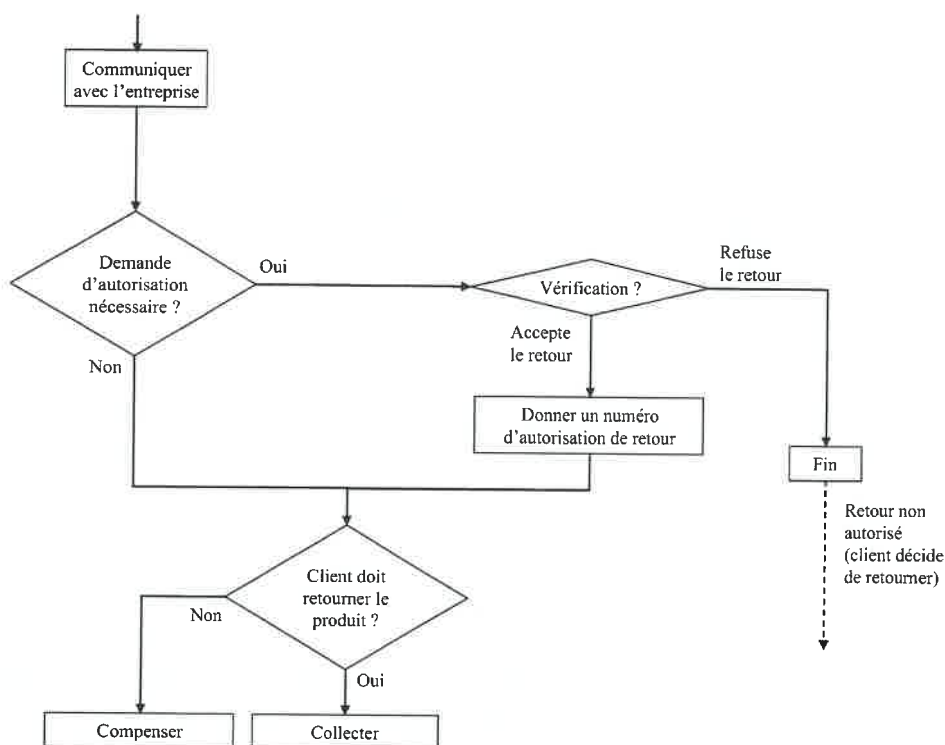 Communiquer
avec l'entreprise
Demande
d'autorisation
nécessaire ?
Oui
Non
Vérification ?
Refuse
le retour
Accepte
le retour
Donner un numéro
d'autorisation de retour
Fin
Retour non
autorisé
(client décide
de retourner)
Client doit
retourner le
produit ?
Non
Oui
Compenser
Collecter